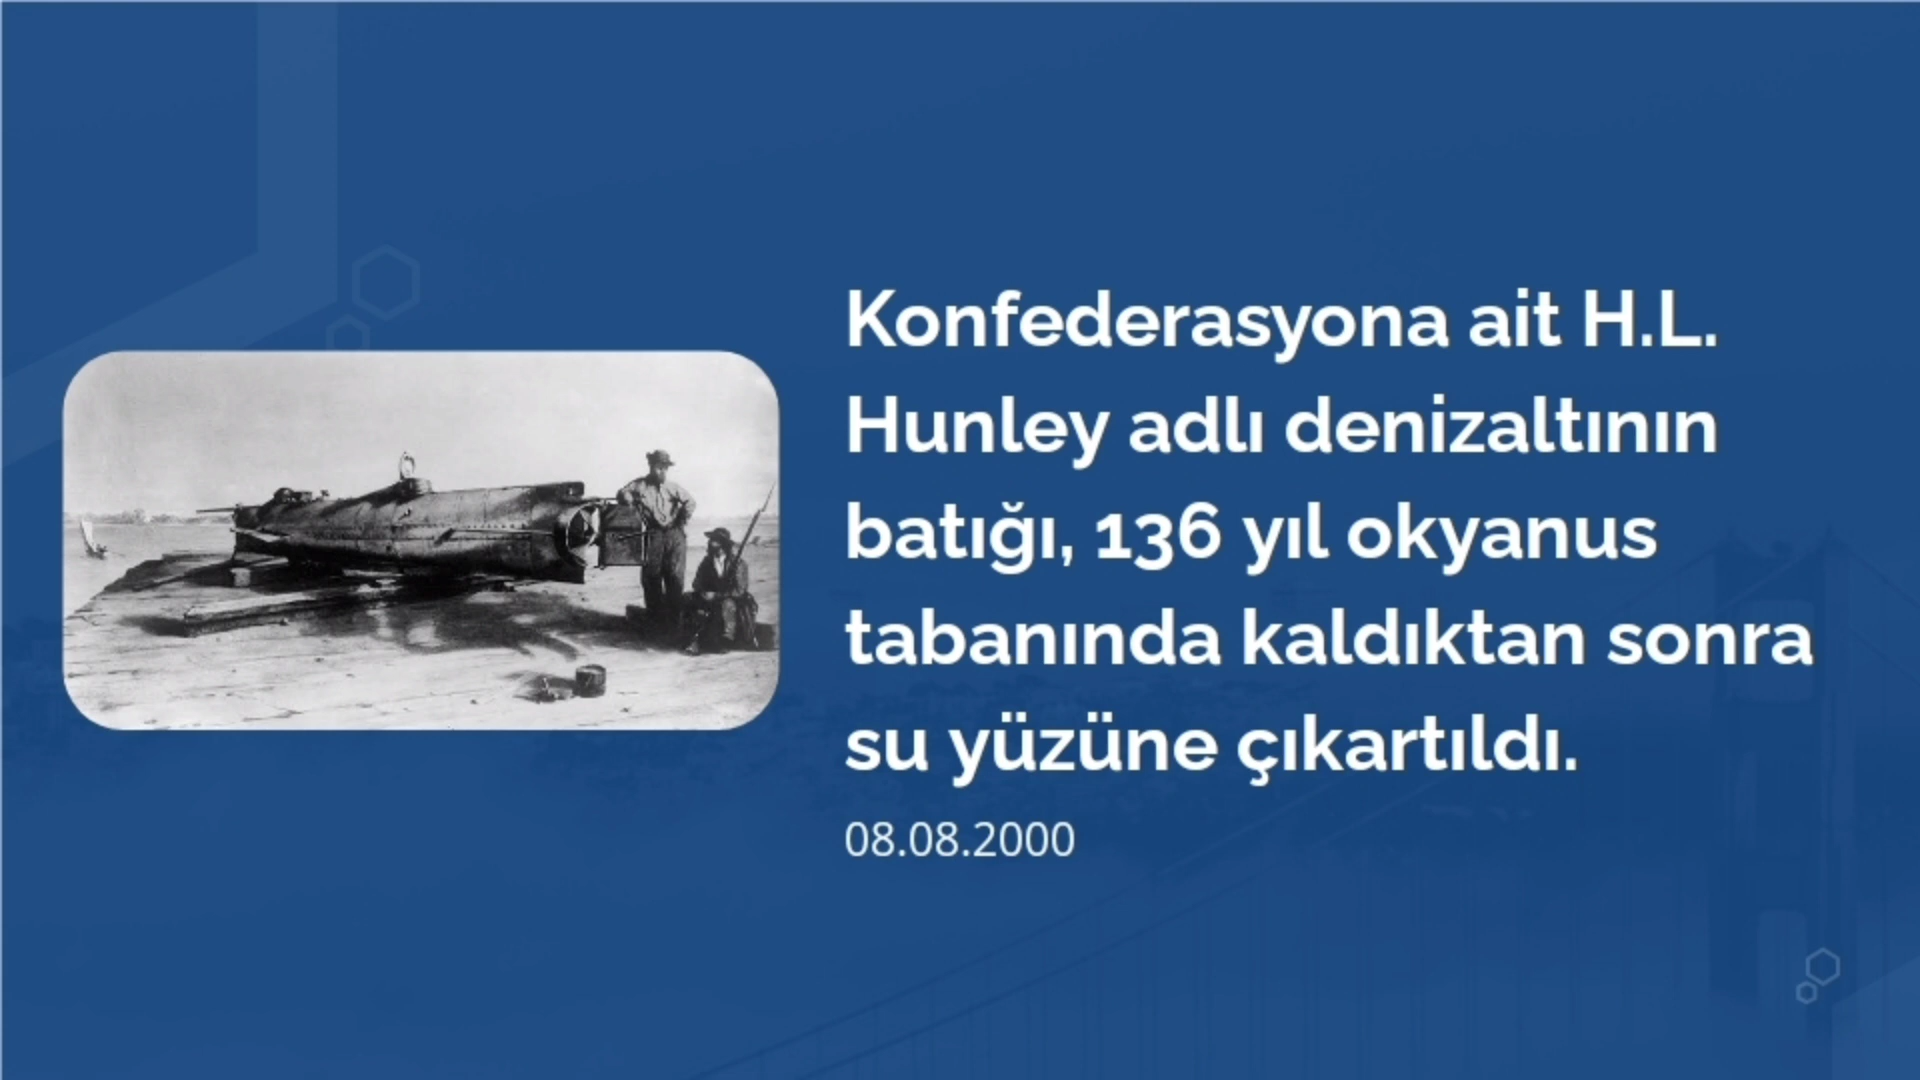 Konfederasyona ait H.L.
Hunley adlı denizaltının
batığı, 136 yıl okyanus
tabanında kaldıktan sonra
su yüzüne çıkartıldı.
08.08.2000